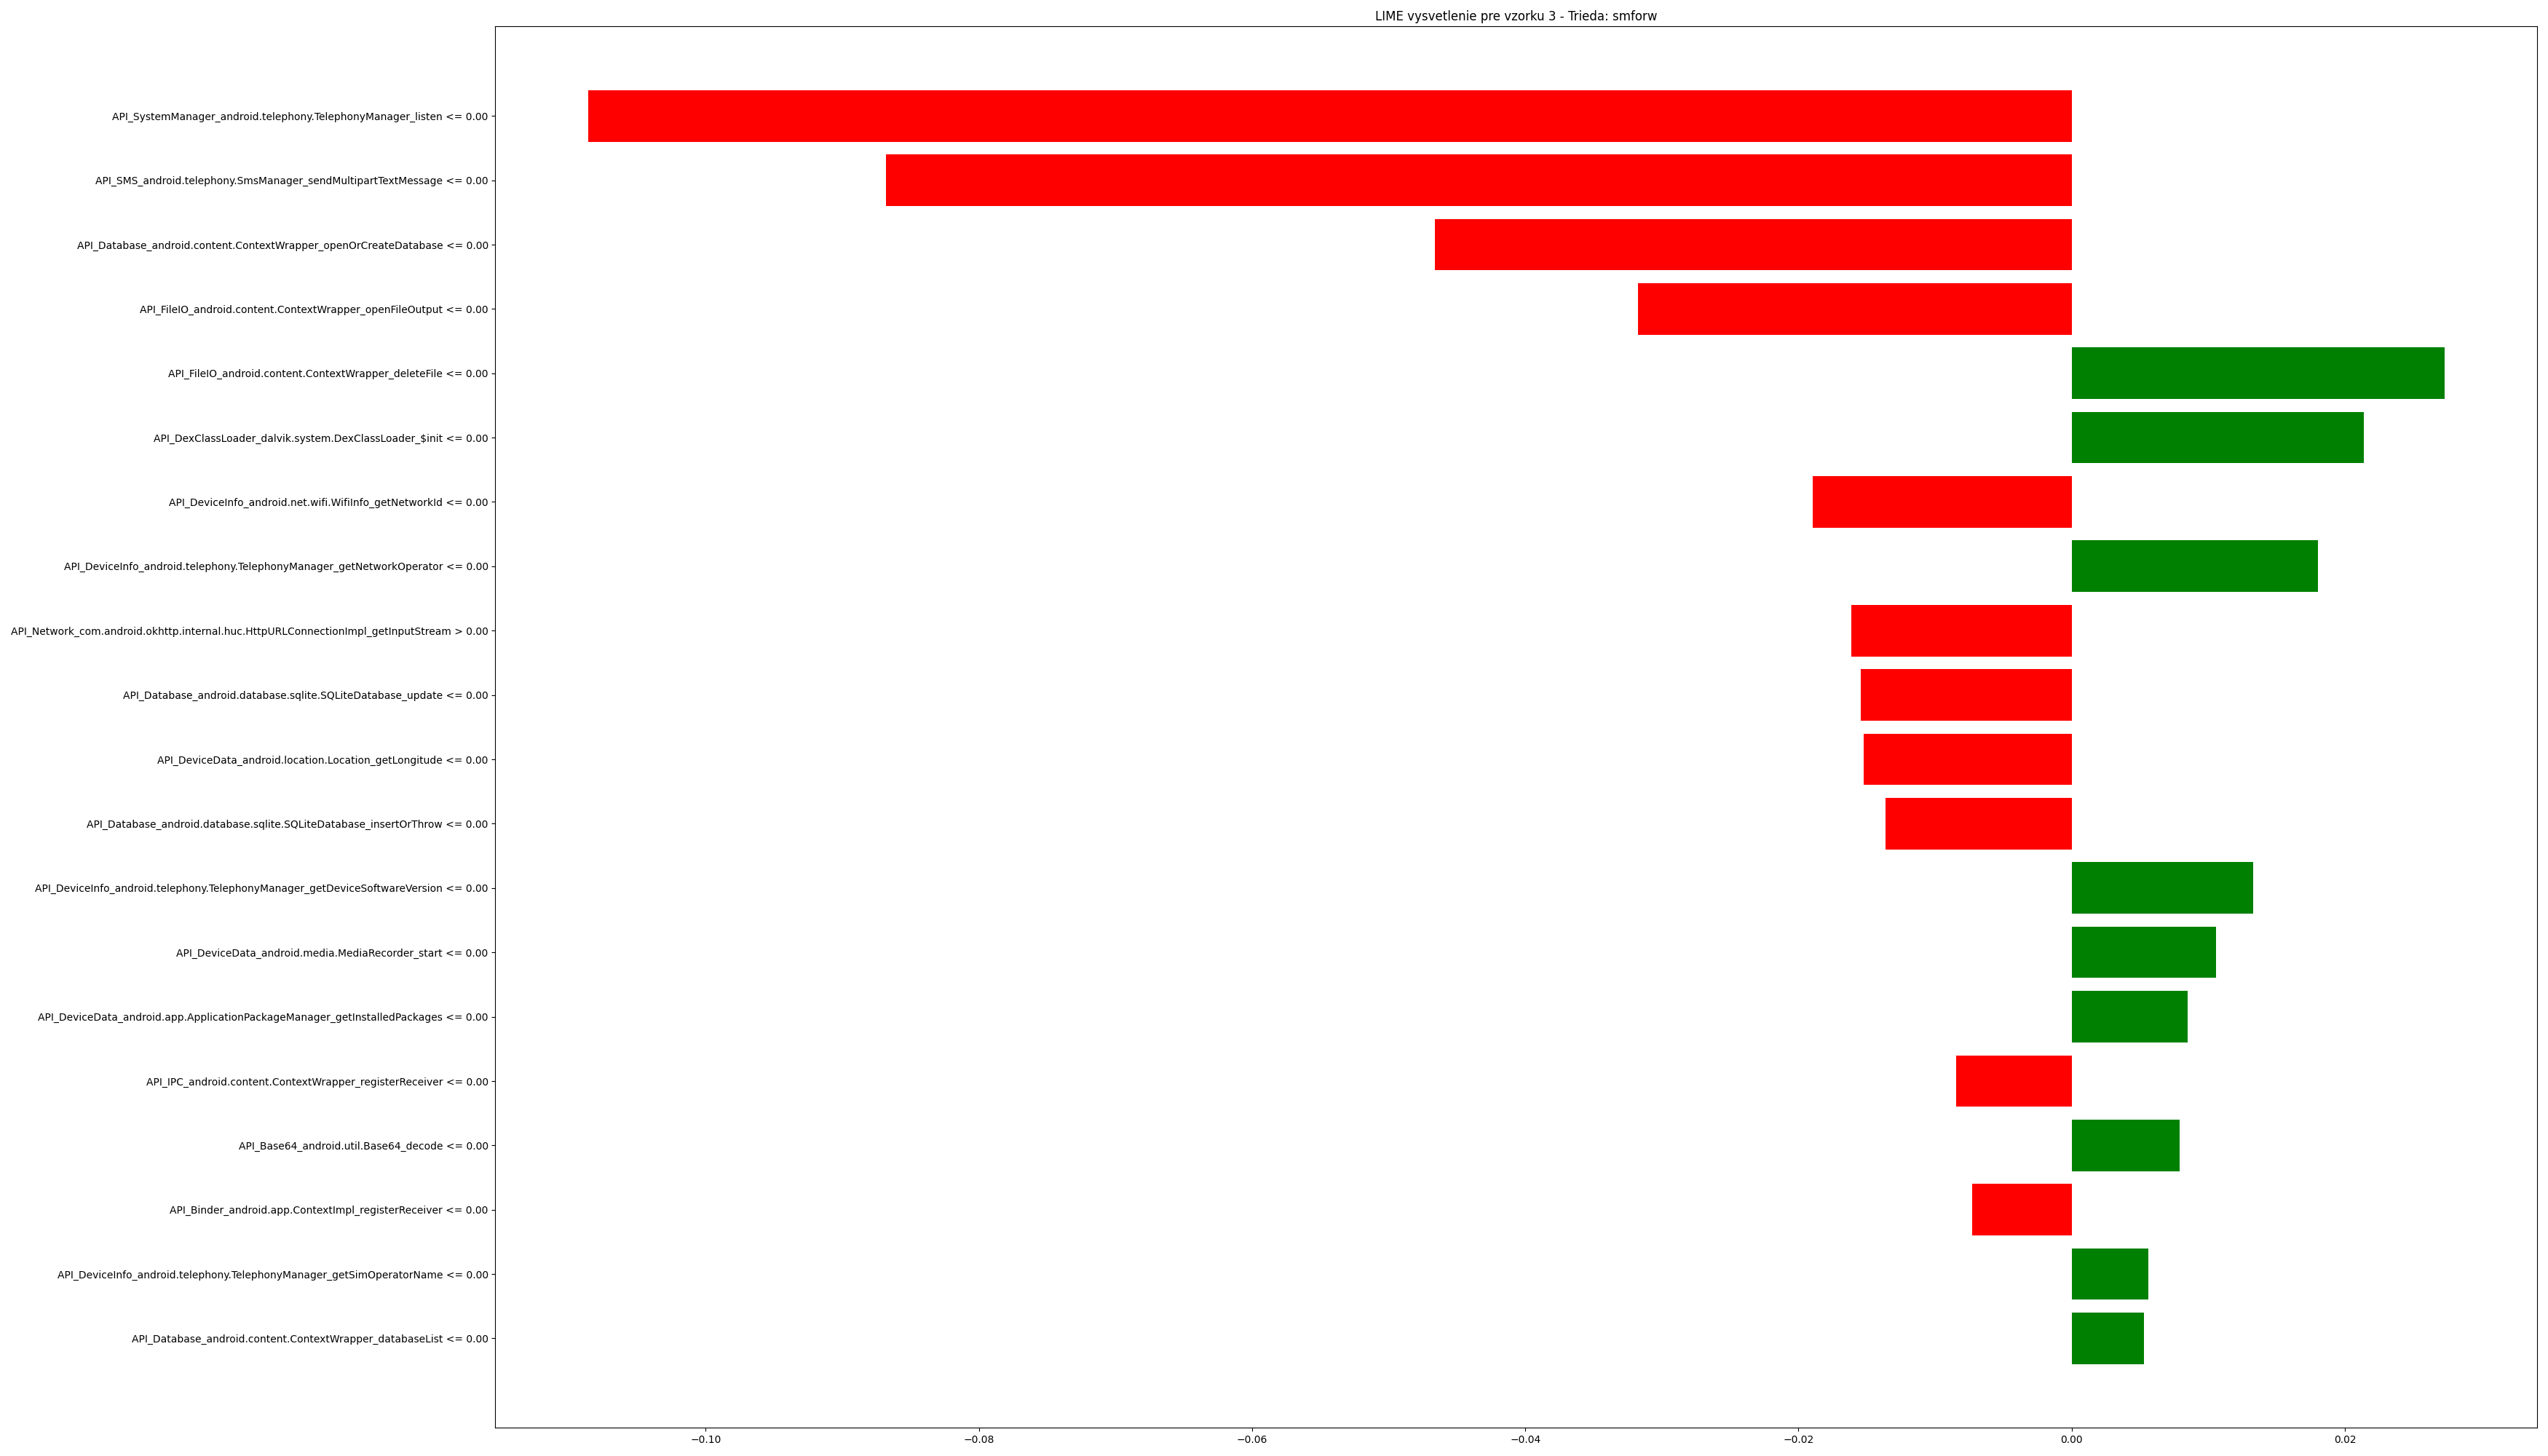 LIME vysvetlenie pre vzorku 3 - Trieda: smforw
API_SystemManager_android.telephony.TelephonyManager_listen <= 0.00
API_SMS_android.telephony.SmsManager_sendMultipartTextMessage <= 0.00
API_Database_android.content.ContextWrapper_openOrCreateDatabase <= 0.00
API_FileIO_android.content.ContextWrapper_openFileOutput <= 0.00
API_FileIO_android.content.ContextWrapper_deleteFile <= 0.00
API_DexClassLoader_dalvik.system.DexClassLoader_$init <= 0.00
API_DeviceInfo_android.net.wifi.WifiInfo_getNetworkId <= 0.00
API_DeviceInfo_android.telephony.TelephonyManager_getNetworkOperator <= 0.00
API_Network_com.android.okhttp.internal.huc.HttpURLConnectionImpl_getInputStream > 0.00
API_Database_android.database.sqlite.SQLiteDatabase_update <= 0.00
API_DeviceData_android.location.Location_getLongitude <= 0.00
API_Database_android.database.sqlite.SQLiteDatabase_insertOrThrow <= 0.00
API_DeviceInfo_android.telephony.TelephonyManager_getDeviceSoftwareVersion <= 0.00
API_DeviceData_android.media.MediaRecorder_start <= 0.00
API_DeviceData_android.app.ApplicationPackageManager_getInstalledPackages <= 0.00
API_IPC_android.content.ContextWrapper_registerReceiver <= 0.00
API_Base64_android.util.Base64_decode <= 0.00
API_Binder_android.app.ContextImpl_registerReceiver <= 0.00
API_DeviceInfo_android.telephony.TelephonyManager_getSimOperatorName <= 0.00
API_Database_android.content.ContextWrapper_databaseList <= 0.00
−0.10 −0.08 −0.06 −0.04 −0.02 0.00 0.02